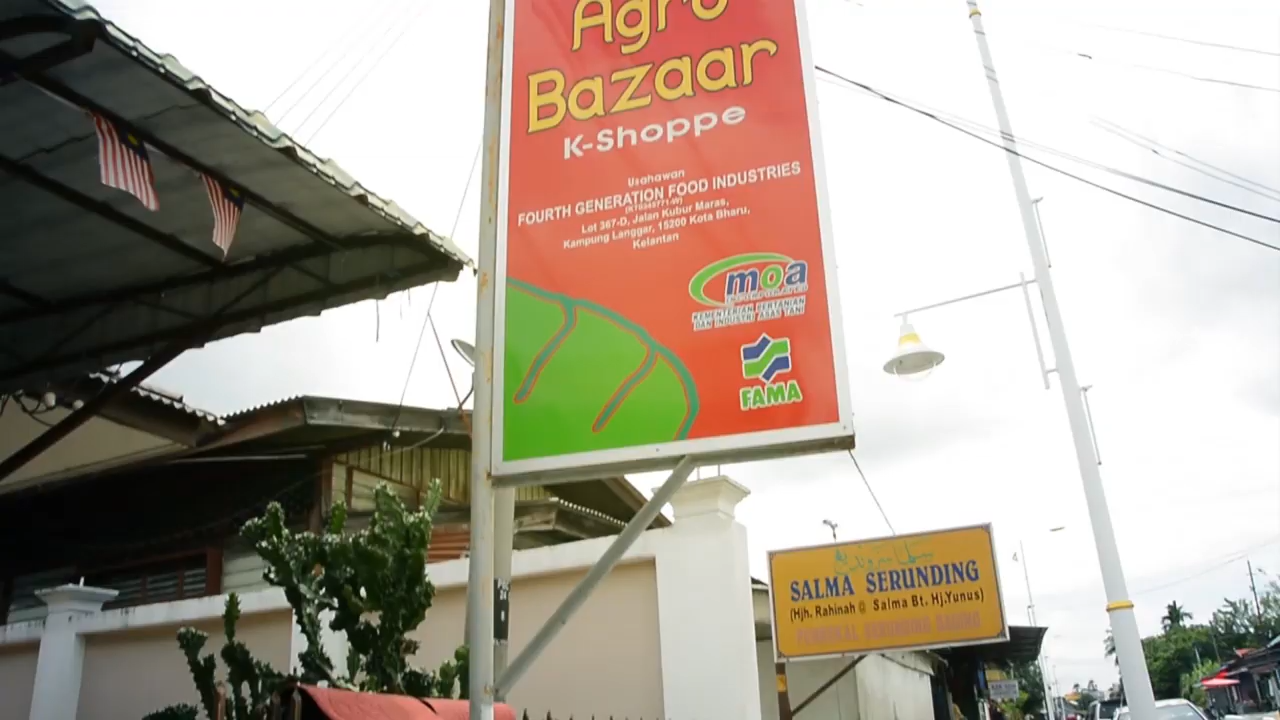 Agro
Bazaar
K-Shoppe
Usahawan
FOURTH GENERATION FOOD INDUSTRIES
Lot 367-D, Jalan Kubur Maras,
Kampung Langgar, 15200 Kota Bharu,
Kelantan
moa
KEMENTERIAN PERTANIAN
DAN INDUSTRI ASAS TANI
FAMA
SALMA SERUNDING
(Hjh. Rahinah @ Salma Bt. Hj.Yunus)